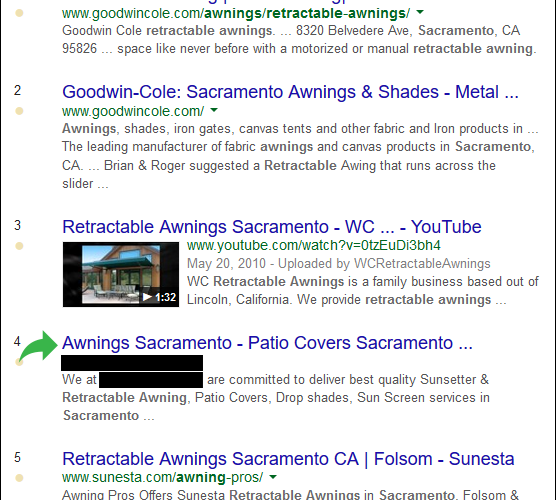 www.goodwincole.com/awnings/retractable-awnings/
Goodwin Cole retractable awnings. ... 8320 Belvedere Ave, Sacramento, CA
95826 ... space like never before with a motorized or manual retractable awning.
2
Goodwin-Cole: Sacramento Awnings & Shades - Metal ...
www.goodwincole.com/
Awnings, shades, iron gates, canvas tents and other fabric and Iron products in ...
The leading manufacturer of fabric awnings and canvas products in Sacramento,
CA. ... Brian & Roger suggested a Retractable Awing that runs across the
slider ...
3
Retractable Awnings Sacramento - WC ... - YouTube
www.youtube.com/watch?v=0tzEuDi3bh4
May 20, 2010 - Uploaded by WCRetractableAwnings
WC Retractable Awnings is a family business based out of
Lincoln, California. We provide retractable awnings ...
1:32
4
Awnings Sacramento - Patio Covers Sacramento ...
We at are committed to deliver best quality Sunsetter &
Retractable Awning, Patio Covers, Drop shades, Sun Screen services in
Sacramento ...
5
Retractable Awnings Sacramento CA | Folsom - Sunesta
www.sunesta.com/awning-pros/
Awning Pros Offers Sunesta Retractable Awnings in Sacramento, Folsom &